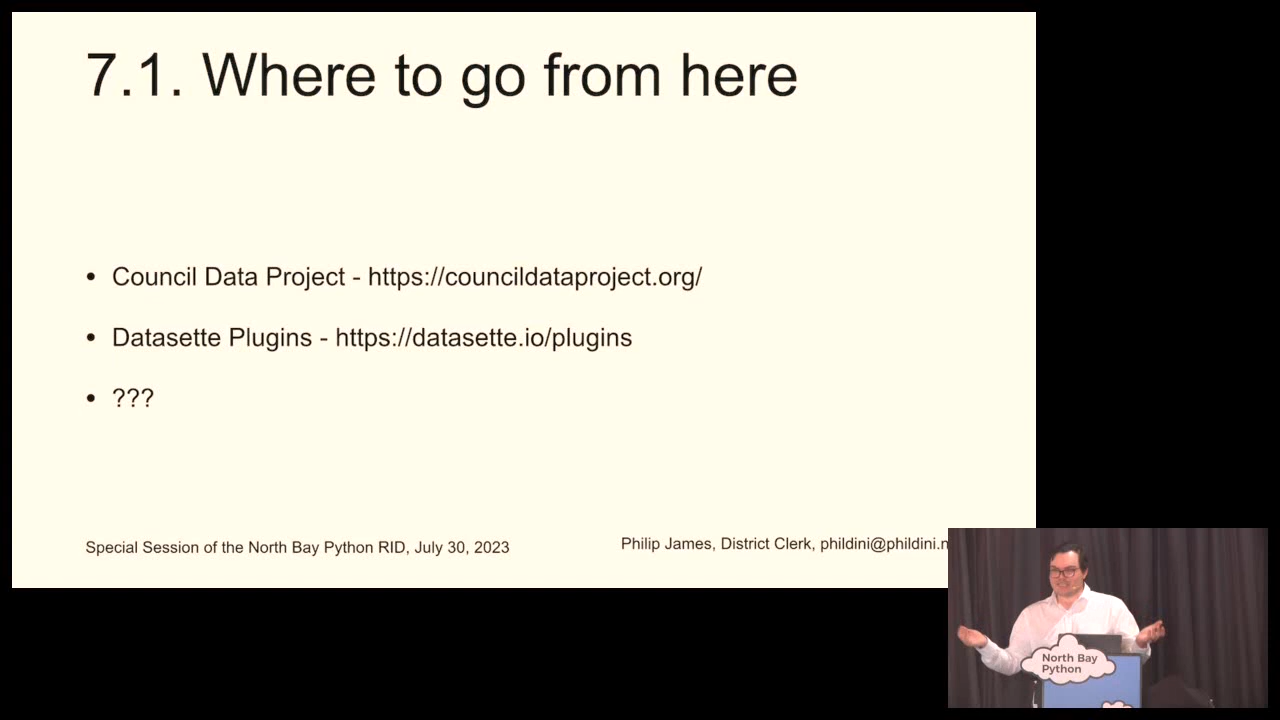 7.1. Where to go from here
• Council Data Project - https://councildataproject.org/
• Datasette Plugins - https://datasette.io/plugins
• ???
Special Session of the North Bay Python RID, July 30, 2023
Philip James, District Clerk, phildini@phildini.n
North Bay
Python